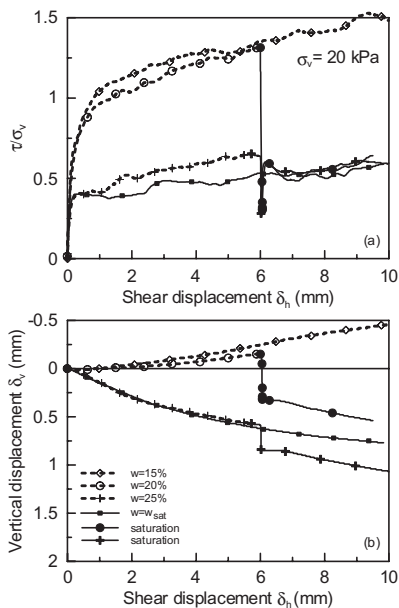 1.5
1
0.5
0
τ/σv
σv = 20 kPa
(a)
0 2 4 6 8 10
Shear displacement δh (mm)
-0.5
0
0.5
1
1.5
2
Vertical displacement δv (mm)
w=15%
w=20%
w=25%
w=wsat
saturation
saturation
(b)
0 2 4 6 8 10
Shear displacement δh (mm)